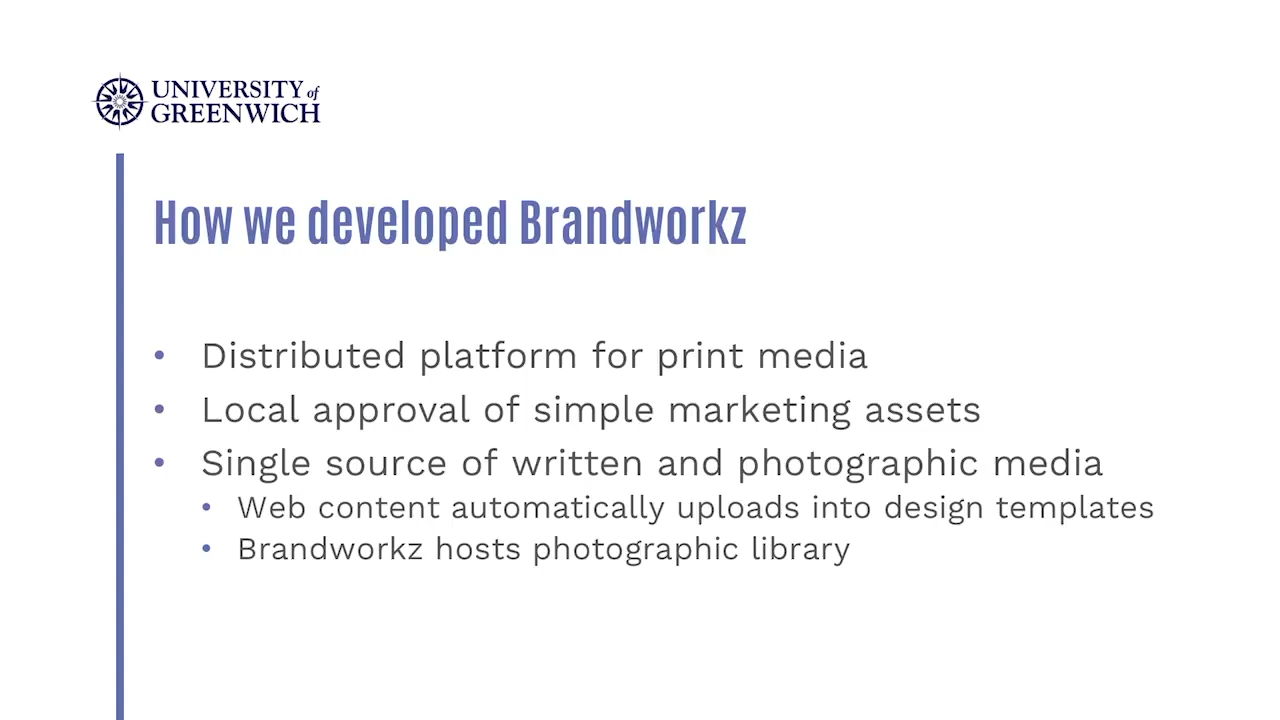 UNIVERSITY of
GREENWICH
How we developed Brandworkz
• Distributed platform for print media
• Local approval of simple marketing assets
• Single source of written and photographic media
• Web content automatically uploads into design templates
• Brandworkz hosts photographic library